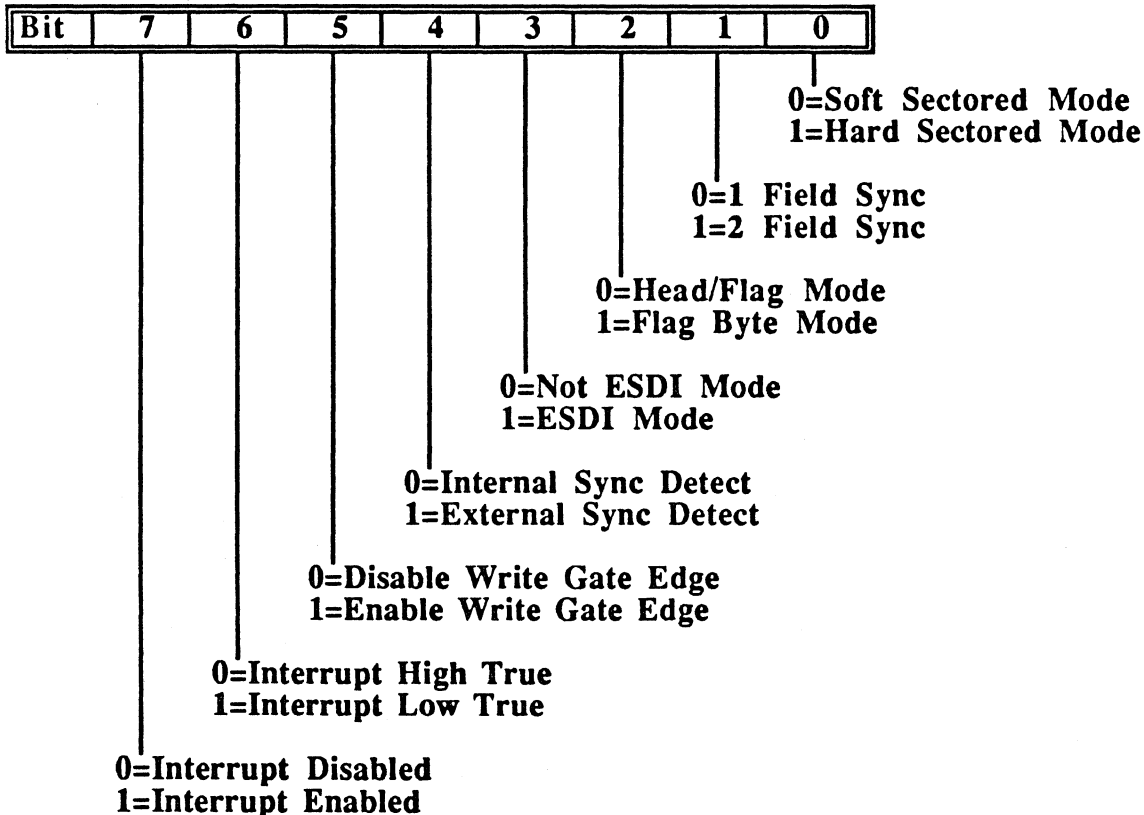 Bit 7 6 5 4 3 2 1 0
0=Soft Sectored Mode
1=Hard Sectored Mode
0=1 Field Sync
1=2 Field Sync
0=Head/Flag Mode
1=Flag Byte Mode
0=Not ESDI Mode
1=ESDI Mode
0=Internal Sync Detect
1=External Sync Detect
0=Disable Write Gate Edge
1=Enable Write Gate Edge
0=Interrupt High True
1=Interrupt Low True
0=Interrupt Disabled
1=Interrupt Enabled